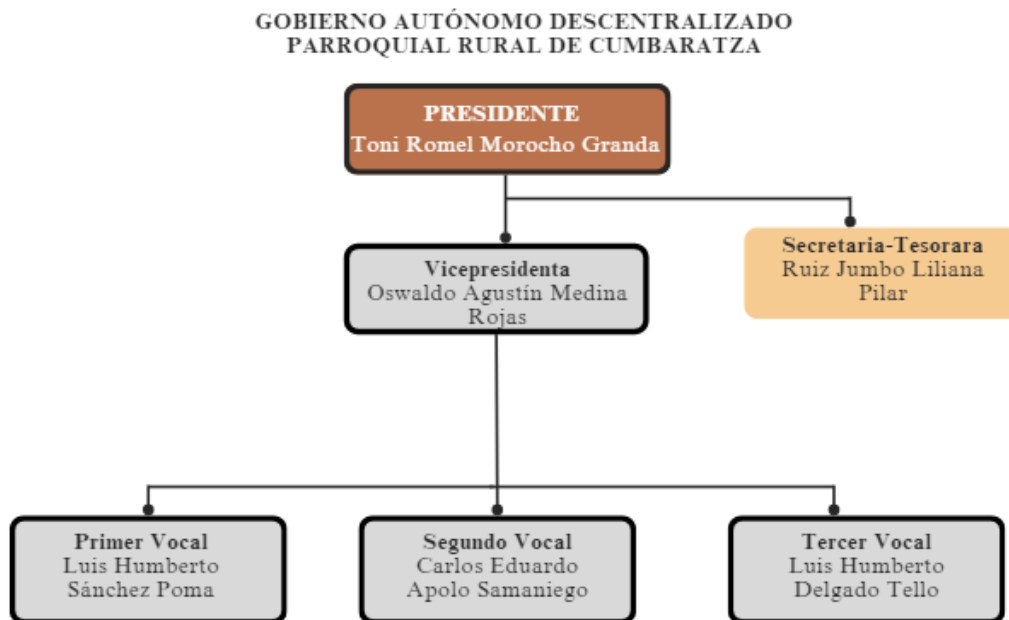 GOBIERNO AUTÓNOMO DESCENTRALIZADO
PARROQUIAL RURAL DE CUMBARATZA
PRESIDENTE
Toni Romel Morocho Granda
Vicepresidenta
Oswaldo Agustín Medina
Rojas
Secretaria-Tesorara
Ruiz Jumbo Liliana
Pilar
Primer Vocal
Luis Humberto
Sánchez Poma
Segundo Vocal
Carlos Eduardo
Apolo Samaniego
Tercer Vocal
Luis Humberto
Delgado Tello